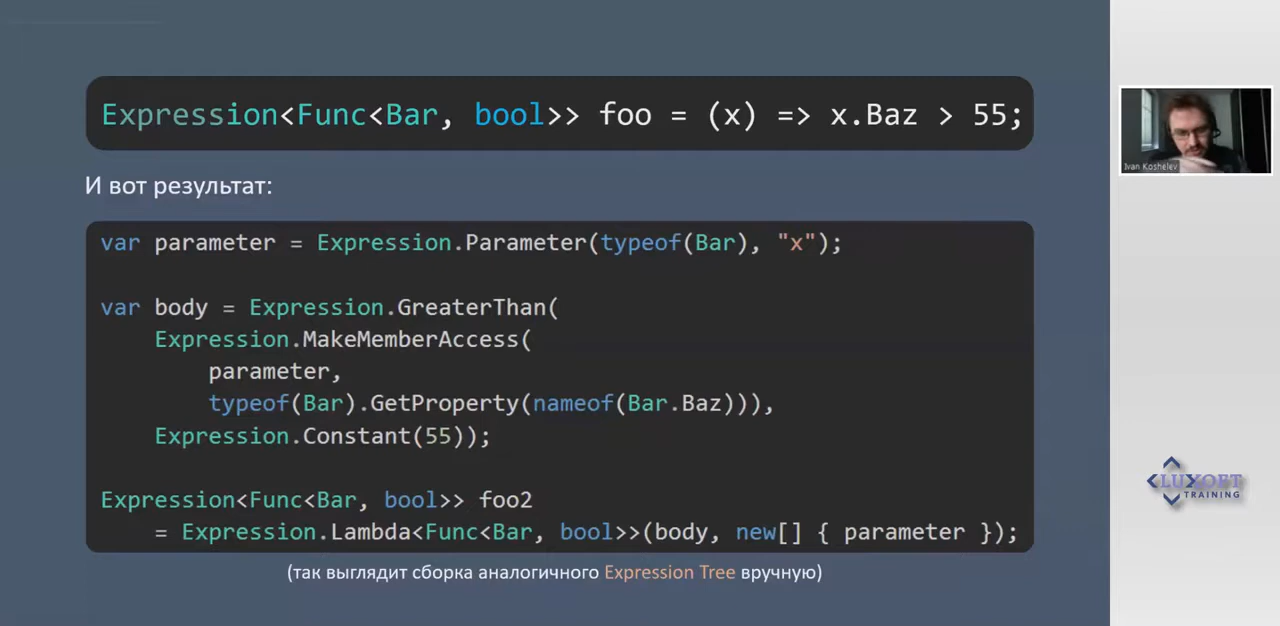 Expression<Func<Bar, bool>> foo = (x) => x.Baz > 55;
И вот результат:
var parameter = Expression.Parameter(typeof(Bar), "x");
var body = Expression.GreaterThan(
Expression.MakeMemberAccess(
parameter,
typeof(Bar).GetProperty(nameof(Bar.Baz))),
Expression.Constant(55));
Expression<Func<Bar, bool>> foo2
= Expression.Lambda<Func<Bar, bool>>(body, new[] { parameter });
(так выглядит сборка аналогичного Expression Tree вручную)
Ivan Koshelev
LUXOFT
TRAINING